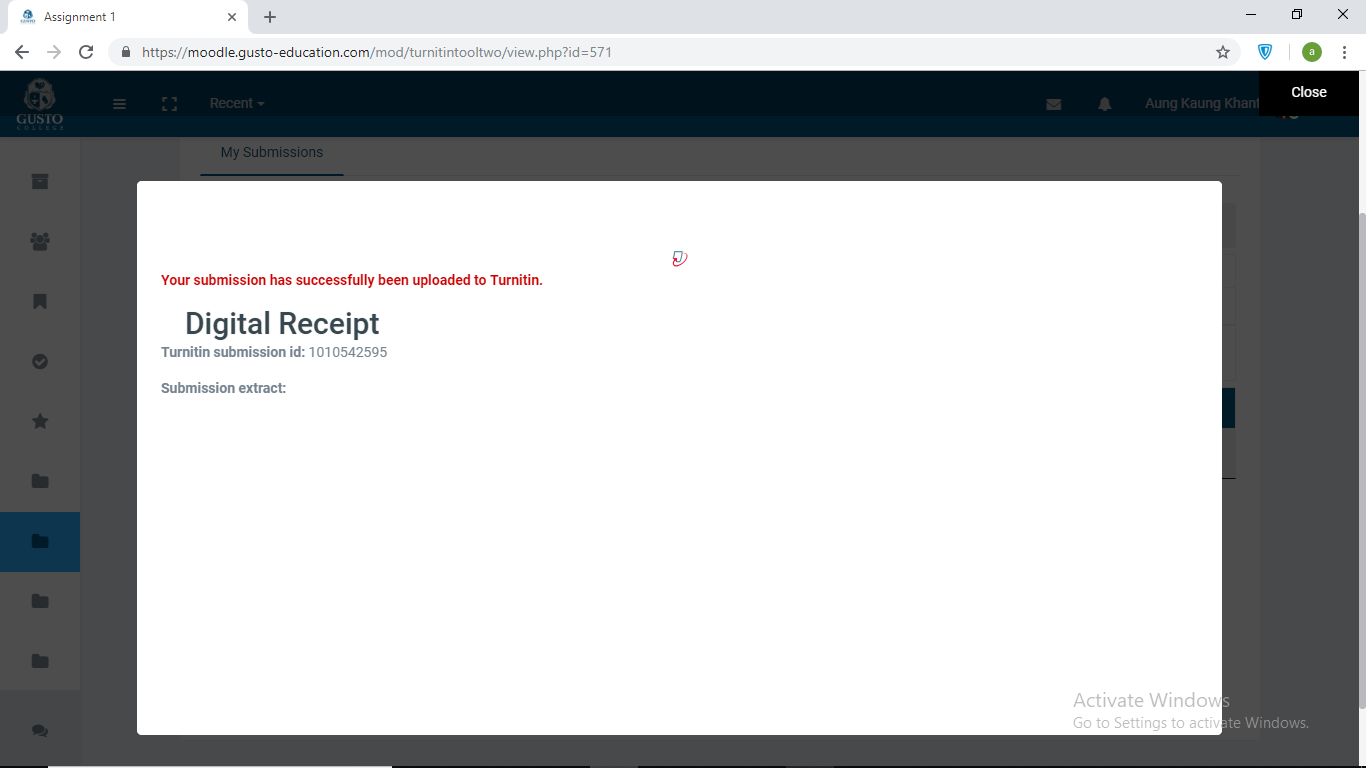 Assignment 1
https://moodle.gusto-education.com/mod/turnitintooltwo/view.php?id=571
a
GUSTO
COLLEGE
Recent
Aung Kaung Khant
Close
My Submissions
Your submission has successfully been uploaded to Turnitin.
Digital Receipt
Turnitin submission id: 1010542595
Submission extract:
Activate Windows
Go to Settings to activate Windows.